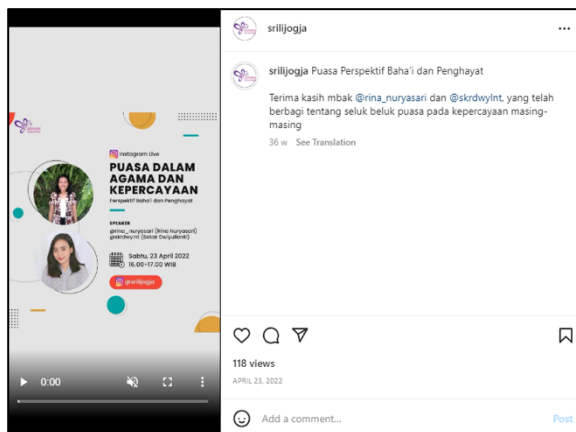 Instagram Live
PUASA DALAM
AGAMA DAN
KEPERCAYAAN
Perspektif Baha'i dan Penghayat
SPEAKER
@rina_nuryasari (Rina Nuryasari)
@skrdwynt (Sekar Dwiyulianti)
Sabtu, 23 April 2022
16.00-17.00 WIB
@srilijogja
0:00
srilijogja
srilijogja Puasa Perspektif Baha'i dan Penghayat
Terima kasih mbak @rina_nuryasari dan @skrdwylnt, yang telah
berbagi tentang seluk beluk puasa pada kepercayaan masing-
masing
36 w See Translation
118 views
APRIL 23, 2022
Add a comment...
Post